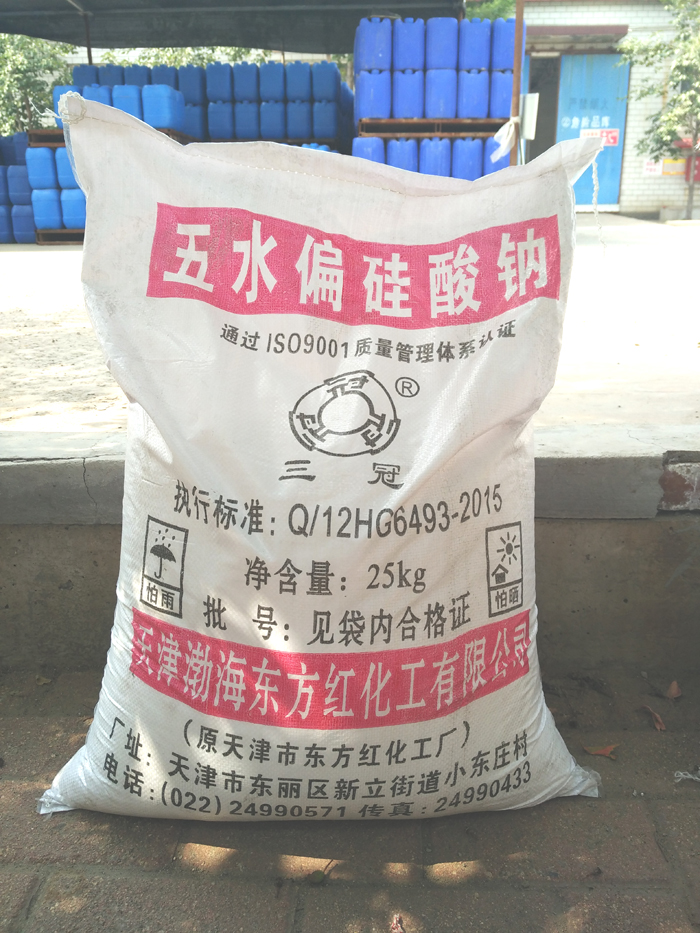 五水偏硅酸钠
通过ISO9001质量管理体系认证
®
三冠
执行标准：Q/12HG6493-2015
净含量：25kg
怕雨
怕晒
批号：见袋内合格证
天津渤海东方红化工有限公司
（原天津市东方红化工厂）
厂址：天津市东丽区新立街道小东庄村
电话：(022)24990571 传真：24990433